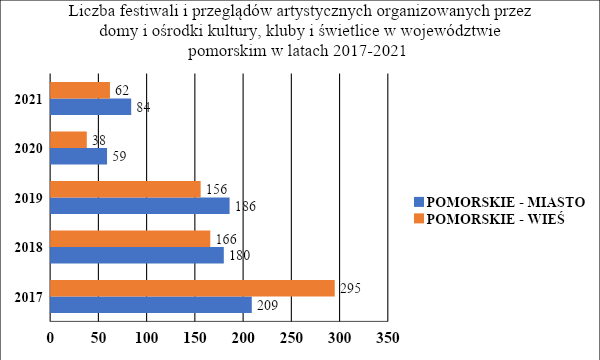 Liczba festiwali i przeglądów artystycznych organizowanych przez
domy i ośrodki kultury, kluby i świetlice w województwie
pomorskim w latach 2017-2021
2021
62
84
2020
38
59
2019
156
186
2018
166
180
2017
295
209
0 50 100 150 200 250 300 350
POMORSKIE - MIASTO
POMORSKIE - WIEŚ